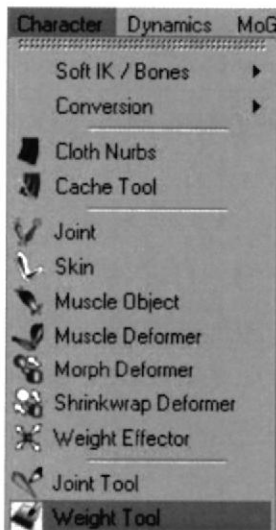 Character Dynamics MoG
Soft IK / Bones
Conversion
Cloth Nurbs
Cache Tool
Joint
Skin
Muscle Object
Muscle Deformer
Morph Deformer
Shrinkwrap Deformer
Weight Effector
Joint Tool
Weight Tool